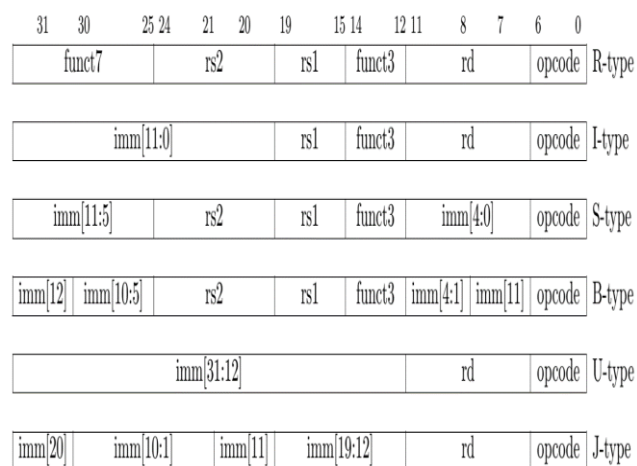 31 30 25 24 21 20 19 15 14 12 11 8 7 6 0
funct7 rs2 rs1 funct3 rd opcode R-type
imm[11:0] rs1 funct3 rd opcode I-type
imm[11:5] rs2 rs1 funct3 imm[4:0] opcode S-type
imm[12] imm[10:5] rs2 rs1 funct3 imm[4:1] imm[11] opcode B-type
imm[31:12] rd opcode U-type
imm[20] imm[10:1] imm[11] imm[19:12] rd opcode J-type